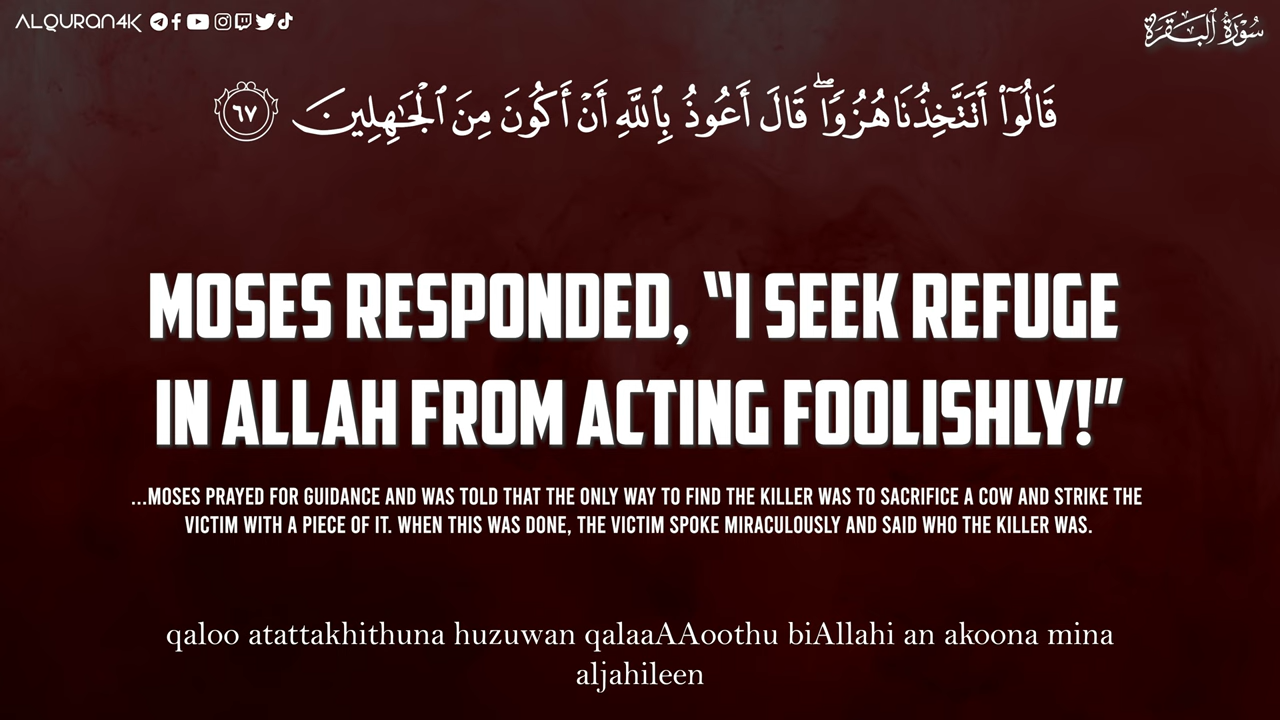 ALQURAN4K
سُورَةُ الْبَقَرَةِ
قَالُوٓا۟ أَتَتَّخِذُنَا هُزُوًۭا ۖ قَالَ أَعُوذُ بِٱللَّهِ أَنْ أَكُونَ مِنَ ٱلْجَـٰهِلِينَ ٦٧
MOSES RESPONDED, “I SEEK REFUGE
IN ALLAH FROM ACTING FOOLISHLY!”
...MOSES PRAYED FOR GUIDANCE AND WAS TOLD THAT THE ONLY WAY TO FIND THE KILLER WAS TO SACRIFICE A COW AND STRIKE THE
VICTIM WITH A PIECE OF IT. WHEN THIS WAS DONE, THE VICTIM SPOKE MIRACULOUSLY AND SAID WHO THE KILLER WAS.
qaloo atattakhithuna huzuwan qalaaAAoothu biAllahi an akoona mina
aljahileen